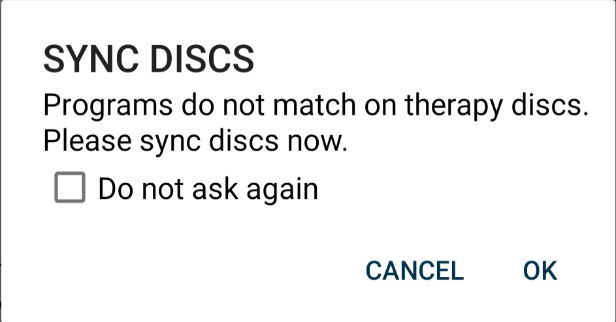 SYNC DISCS
Programs do not match on therapy discs.
Please sync discs now.
Do not ask again
CANCEL OK